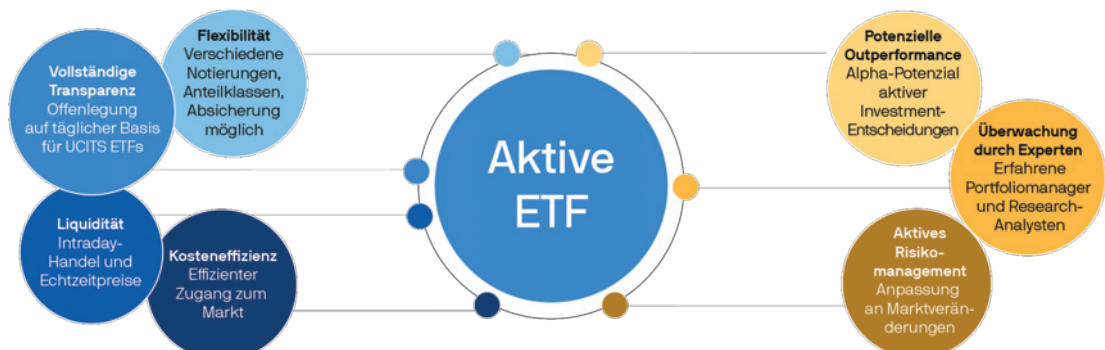 Flexibilität
Verschiedene
Notierungen,
Anteilklassen,
Absicherung
möglich
Vollständige
Transparenz
Offenlegung
auf täglicher Basis
für UCITS ETFs
Liquidität
Intraday-
Handel und
Echtzeitpreise
Kosteneffizienz
Effizienter
Zugang zum
Markt
Aktive
ETF
Potenzielle
Outperformance
Alpha-Potenzial
aktiver
Investment-
Entscheidungen
Überwachung
durch Experten
Erfahrene
Portfoliomanager
und Research-
Analysten
Aktives
Risiko-
management
Anpassung
an Marktverän-
derungen